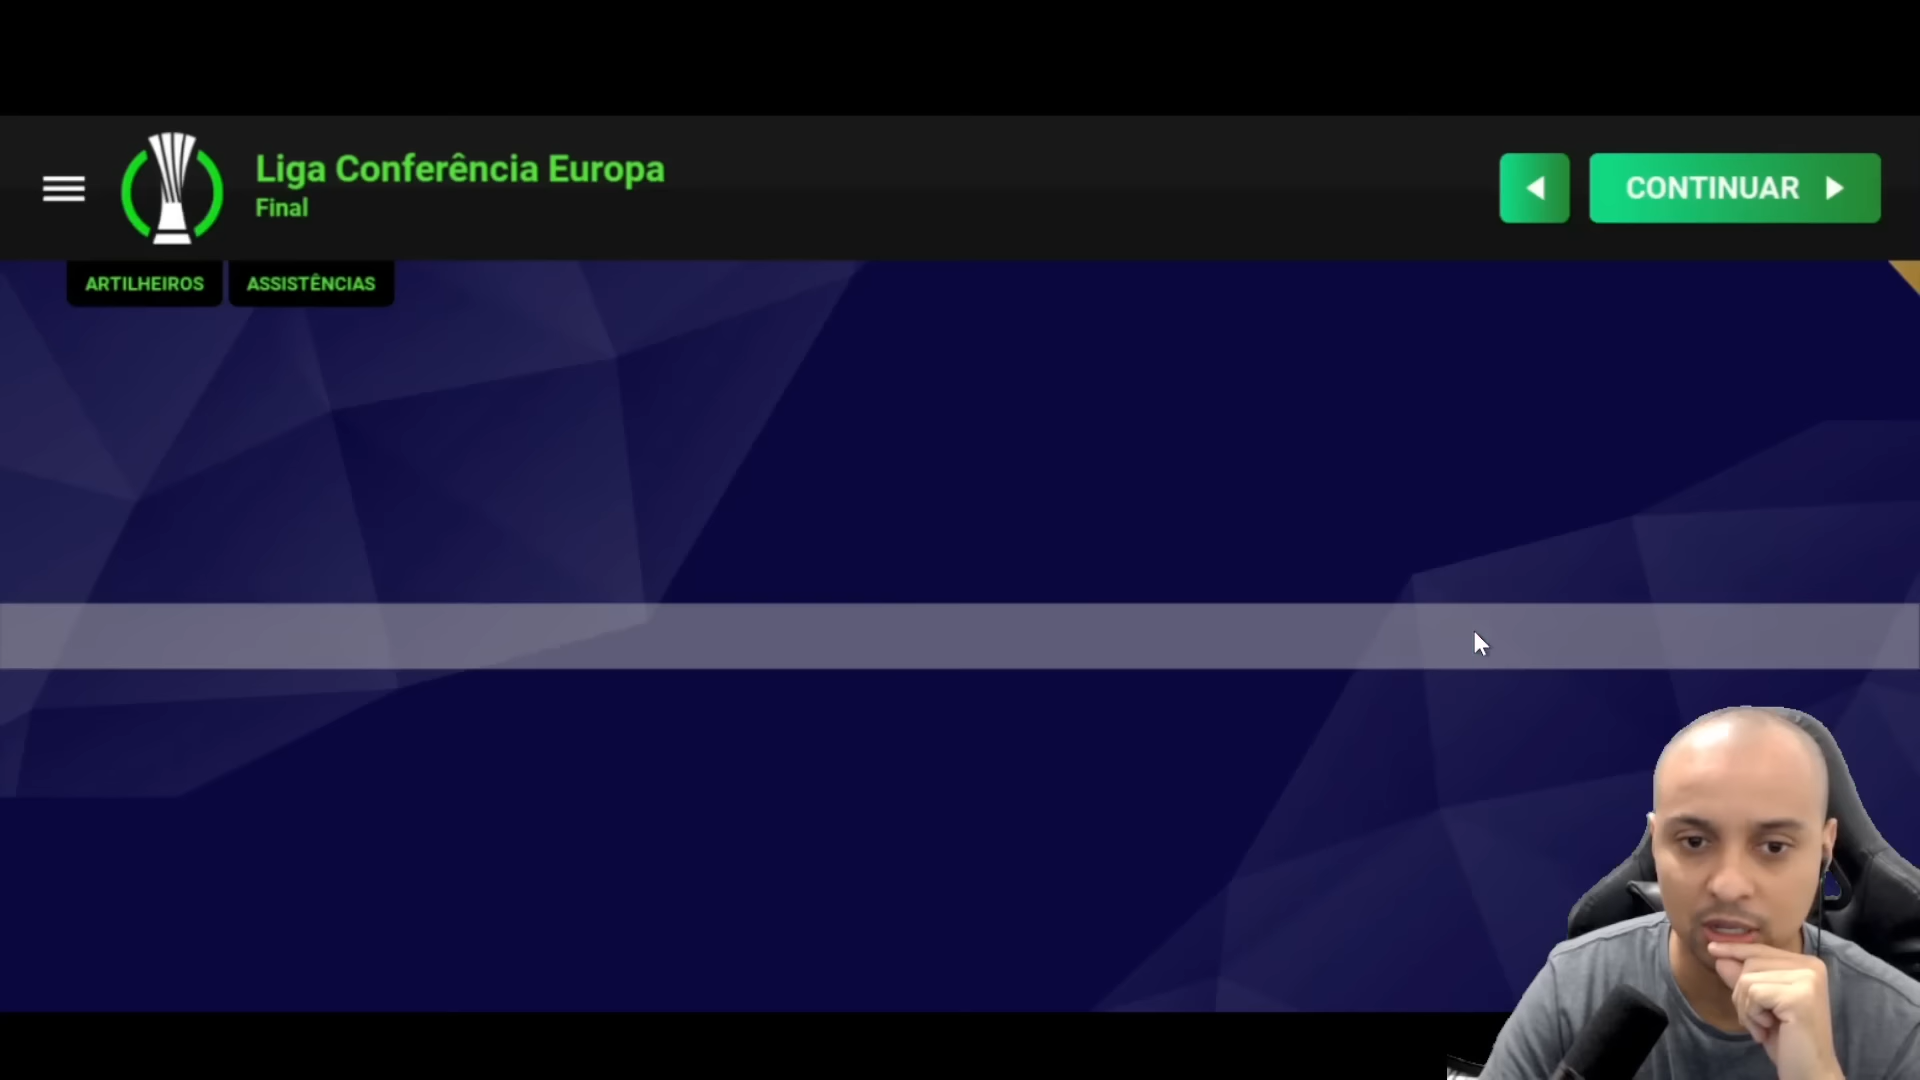 Liga Conferência Europa
Final
CONTINUAR
ARTILHEIROS
ASSISTÊNCIAS